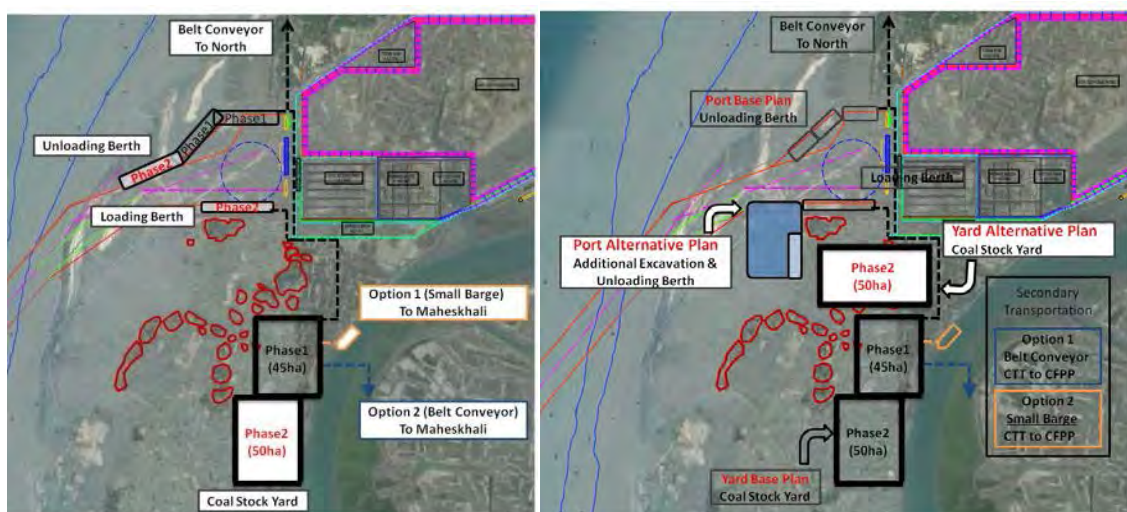 Belt Conveyor
To North
Phase1
Phase1
Unloading Berth
Phase2
Loading Berth
Phase2
Option 1 (Small Barge)
To Maheskhali
Phase1
(45ha)
Option 2 (Belt Conveyor)
To Maheskhali
Phase2
(50ha)
Coal Stock Yard
Belt Conveyor
To North
Port Base Plan
Unloading Berth
Loading Berth
Port Alternative Plan
Additional Excavation &
Unloading Berth
Yard Alternative Plan
Coal Stock Yard
Phase2
(50ha)
Secondary
Transportation
Option 1
Belt Conveyor
CTT to CFPP
Phase1
(45ha)
Option 2
Small Barge
CTT to CFPP
Phase2
(50ha)
Yard Base Plan
Coal Stock Yard